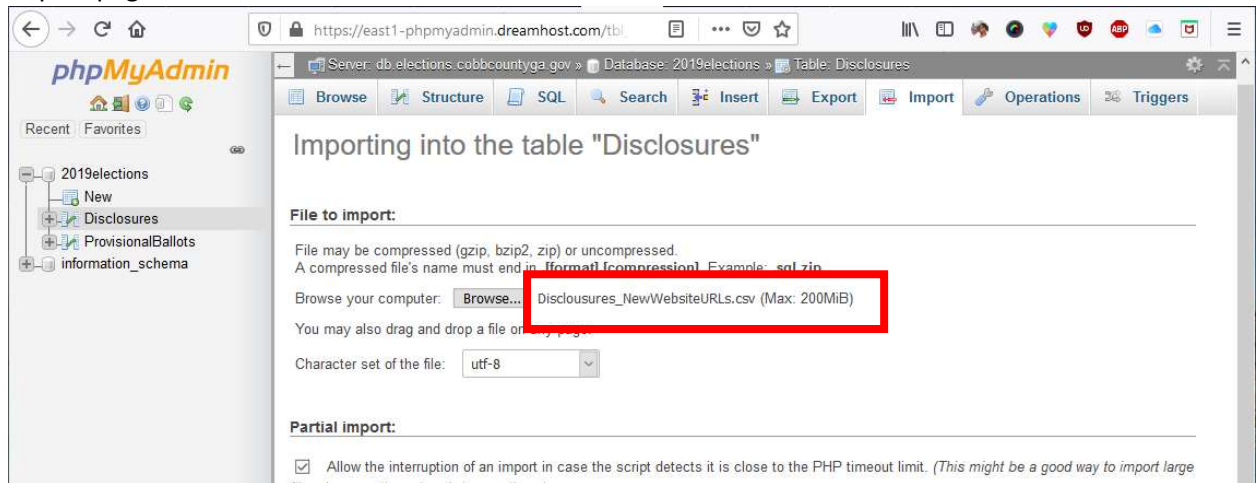 https://east1-phpmyadmin.dreamhost.com/tbl
phpMyAdmin
Recent Favorites
2019elections
New
Disclosures
ProvisionalBallots
information_schema
Server: db.elections.cobbcountyga.gov » Database: 2019elections » Table: Disclosures
Browse Structure SQL Search Insert Export Import Operations Triggers
Importing into the table "Disclosures"
File to import:
File may be compressed (gzip, bzip2, zip) or uncompressed.
A compressed file's name must end in .[format].[compression]. Example: .sql.zip
Browse your computer: Browse... Disclousures_NewWebsiteURLs.csv (Max: 200MiB)
You may also drag and drop a file on any page.
Character set of the file: utf-8
Partial import:
Allow the interruption of an import in case the script detects it is close to the PHP timeout limit. (This might be a good way to import large